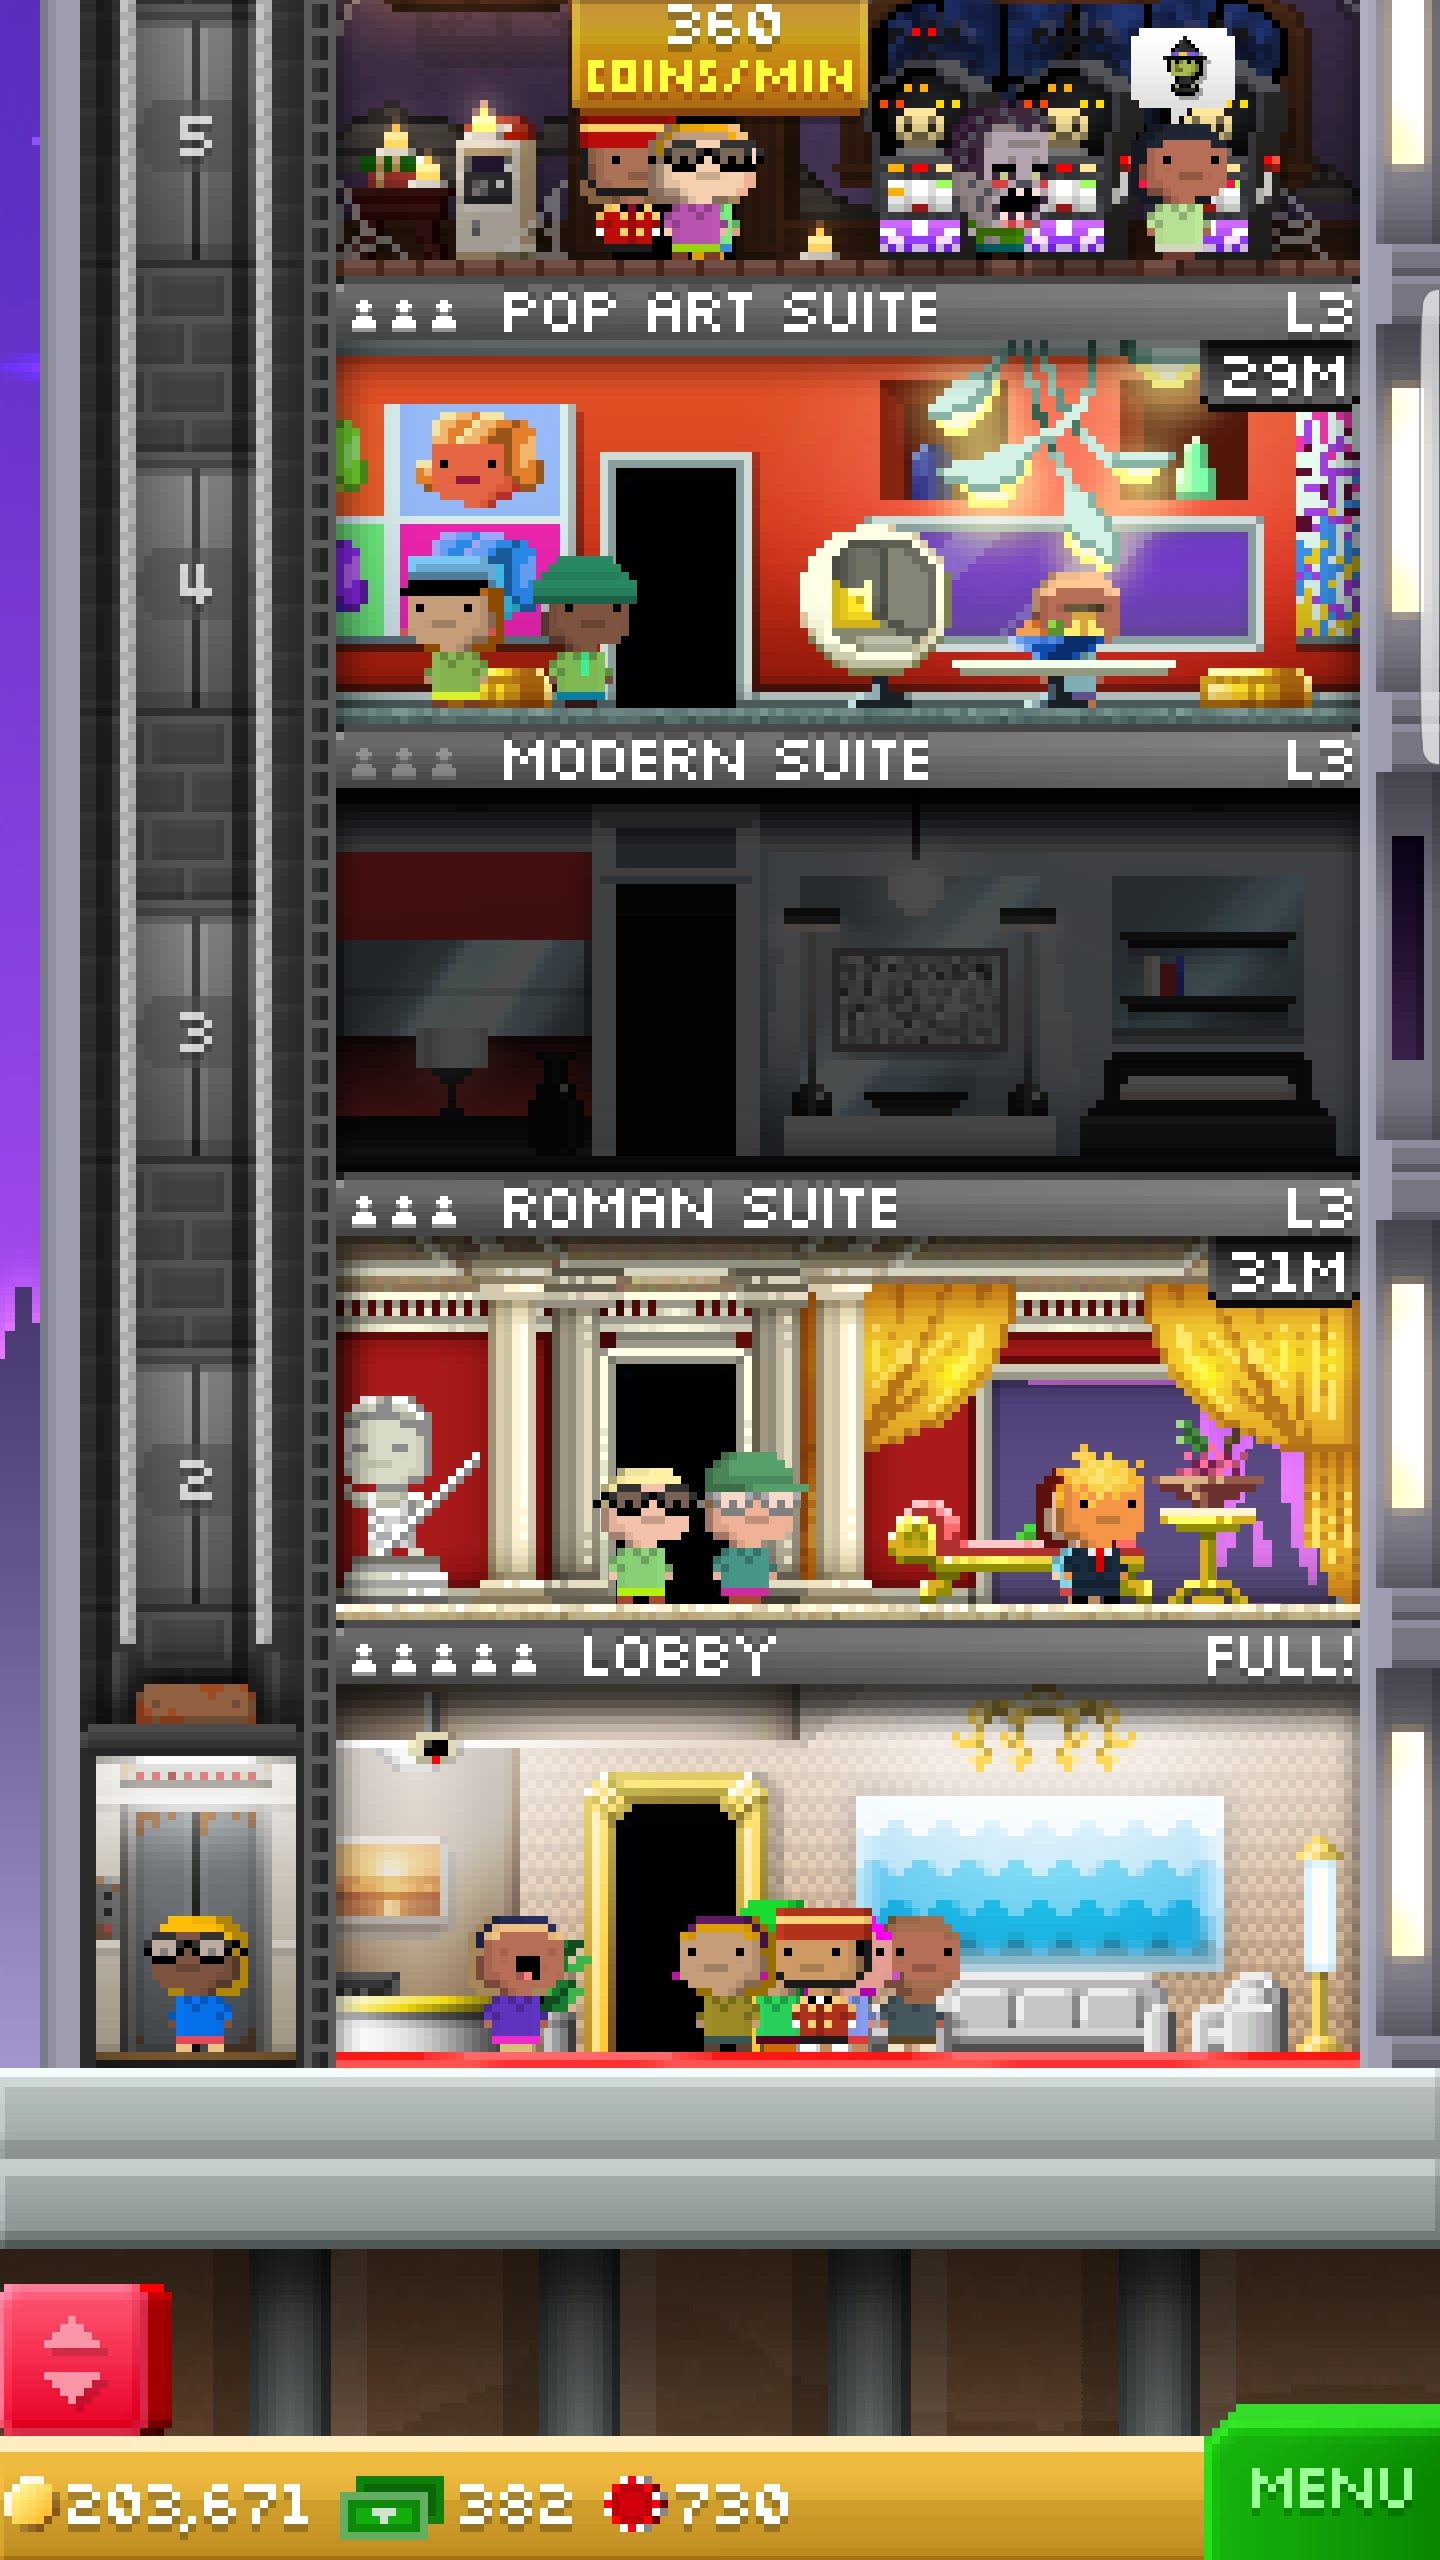 360
COINS/MIN
5
POP ART SUITE L3
29M
4
MODERN SUITE L3
3
ROMAN SUITE L3
31M
2
LOBBY FULL!
203,671 382 730
MENU